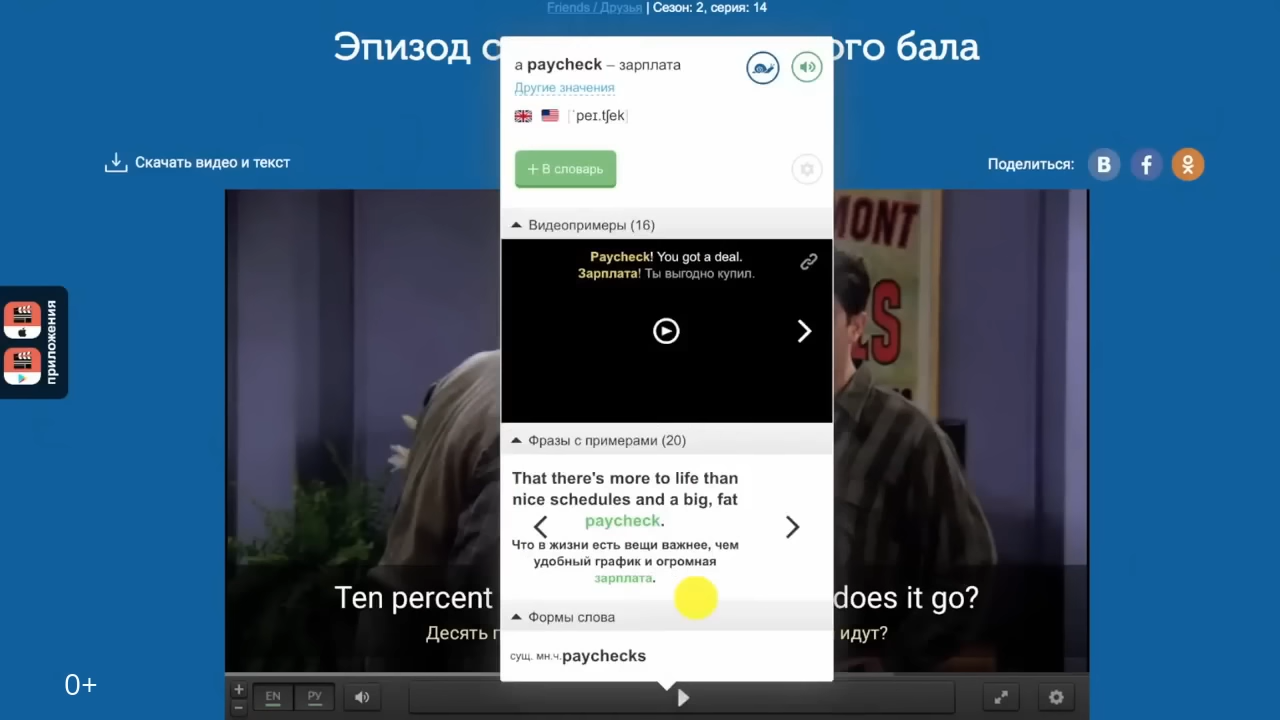 Friends / Друзья | Сезон: 2, серия: 14
Эпизод с ого бала
a paycheck – зарплата
Другие значения
[ˈpeɪ.tʃek]
Скачать видео и текст
Поделиться:
+ В словарь
Видеопримеры (16)
MONT
Paycheck! You got a deal.
Зарплата! Ты выгодно купил.
приложения
Фразы с примерами (20)
That there's more to life than
nice schedules and a big, fat
paycheck.
Что в жизни есть вещи важнее, чем
удобный график и огромная
зарплата.
Ten percent does it go?
Формы слова
Десять идут?
сущ. мн.ч. paychecks
0+
EN РУ